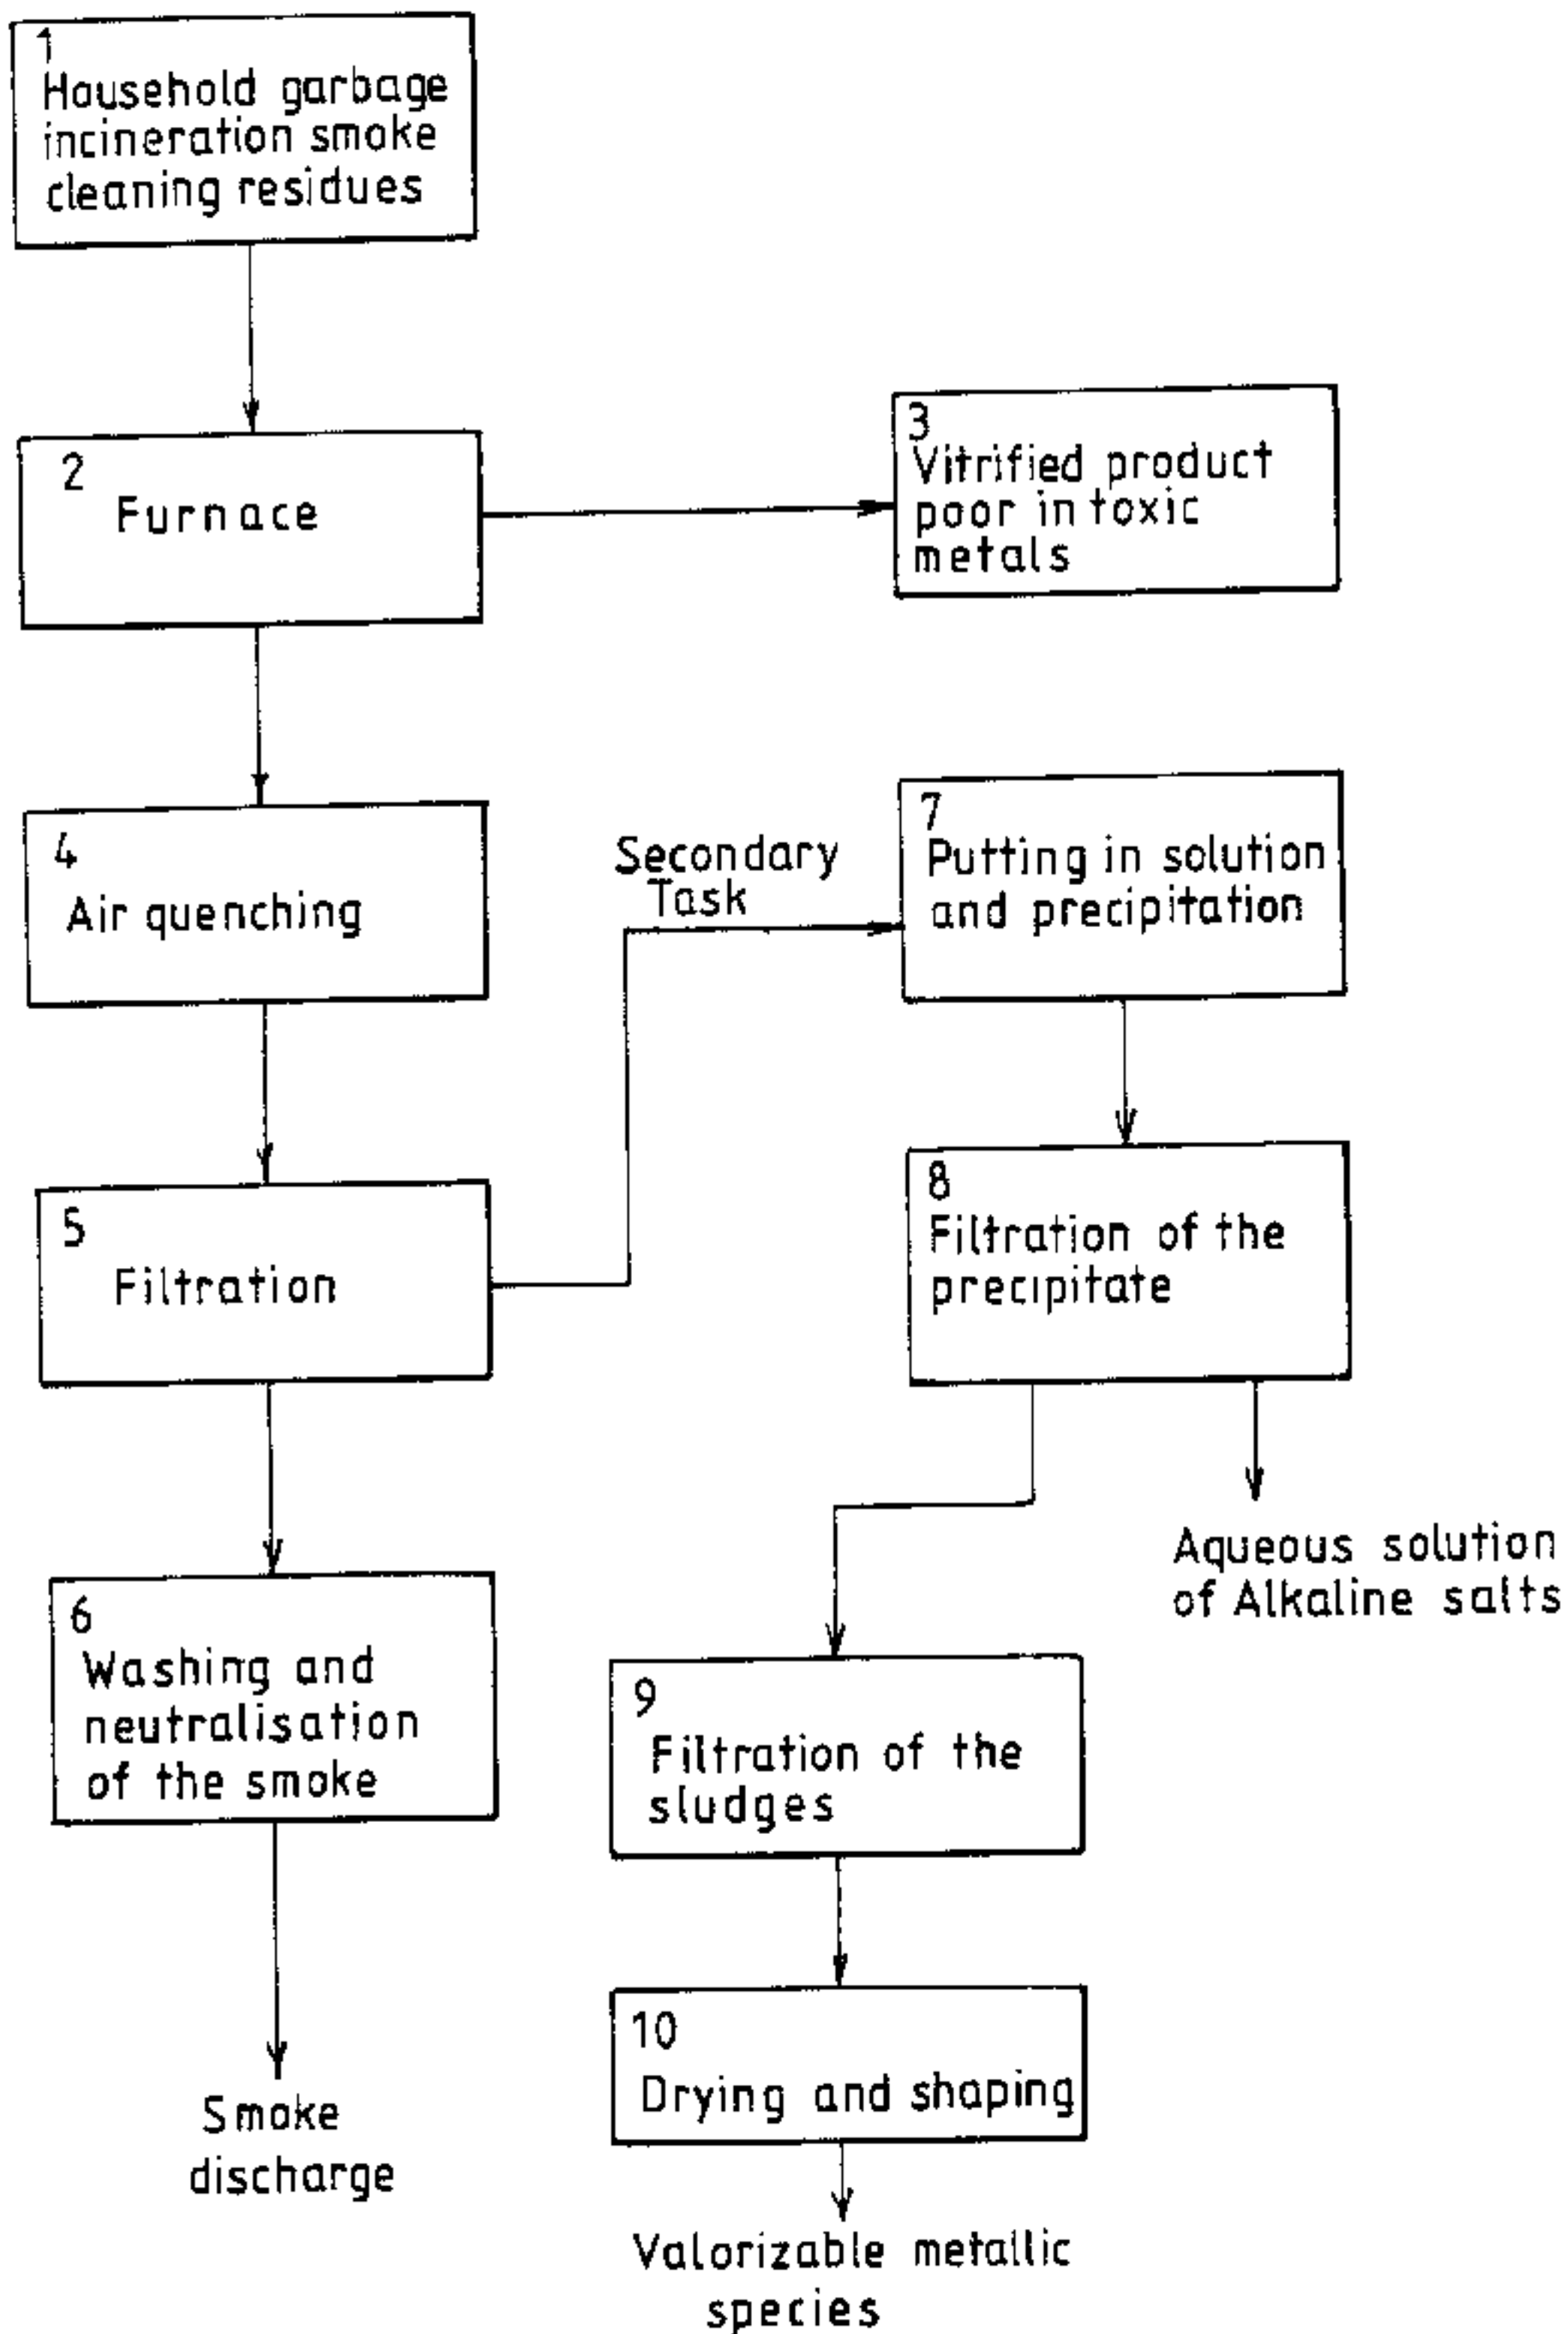 1
Household garbage
incineration smoke
cleaning residues
2
Furnace
3
Vitrified product
poor in toxic
metals
4
Air quenching
Secondary
Task
7
Putting in solution
and precipitation
5
Filtration
8
Filtration of the
precipitate
Aqueous solution
of Alkaline salts
6
Washing and
neutralisation
of the smoke
9
Filtration of the
sludges
10
Drying and shaping
Smoke
discharge
Valorizable metallic
species